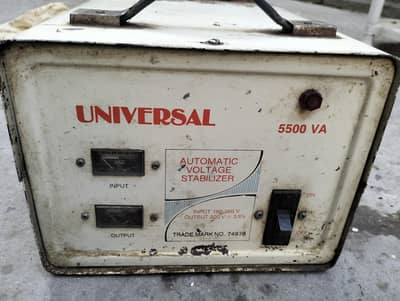 UNIVERSAL
5500 VA
INPUT
OUTPUT
AUTOMATIC
VOLTAGE
STABILIZER
TRADE MARK NO. 74978